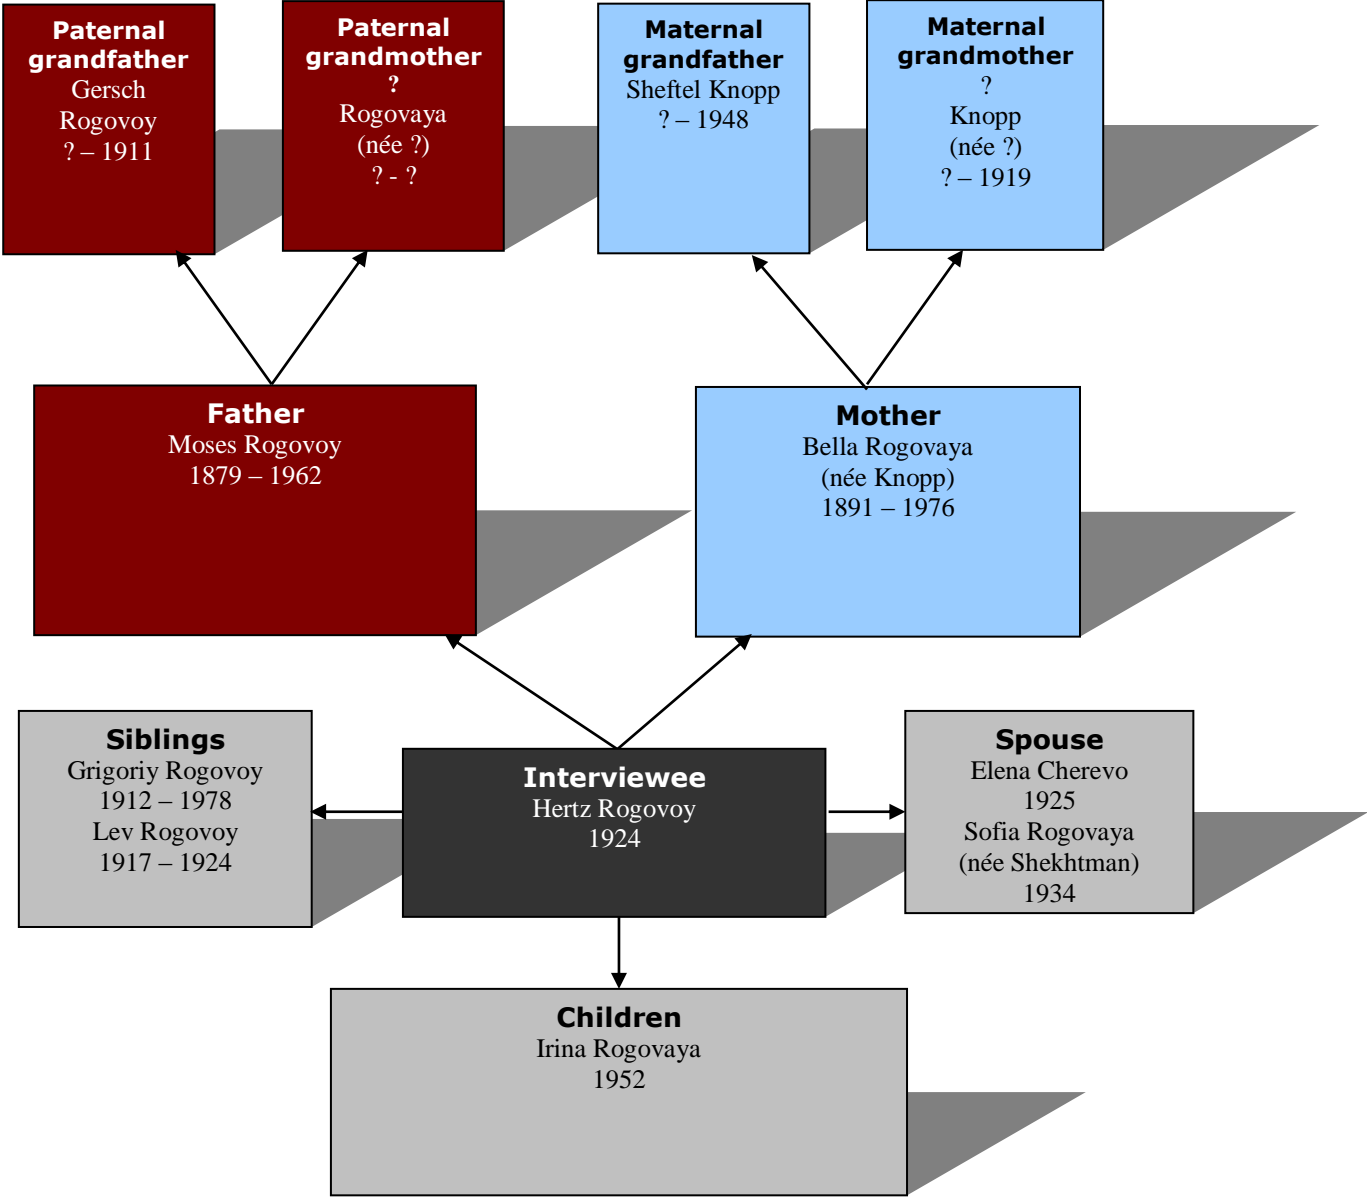 Paternal
grandfather
Gersch
Rogovoy
? – 1911
Paternal
grandmother
?
Rogovaya
(née ?)
? - ?
Maternal
grandfather
Sheftel Knopp
? – 1948
Maternal
grandmother
?
Knopp
(née ?)
? – 1919
Father
Moses Rogovoy
1879 – 1962
Mother
Bella Rogovaya
(née Knopp)
1891 – 1976
Siblings
Grigoriy Rogovoy
1912 – 1978
Lev Rogovoy
1917 – 1924
Interviewee
Hertz Rogovoy
1924
Spouse
Elena Cherevo
1925
Sofia Rogovaya
(née Shekhtman)
1934
Children
Irina Rogovaya
1952